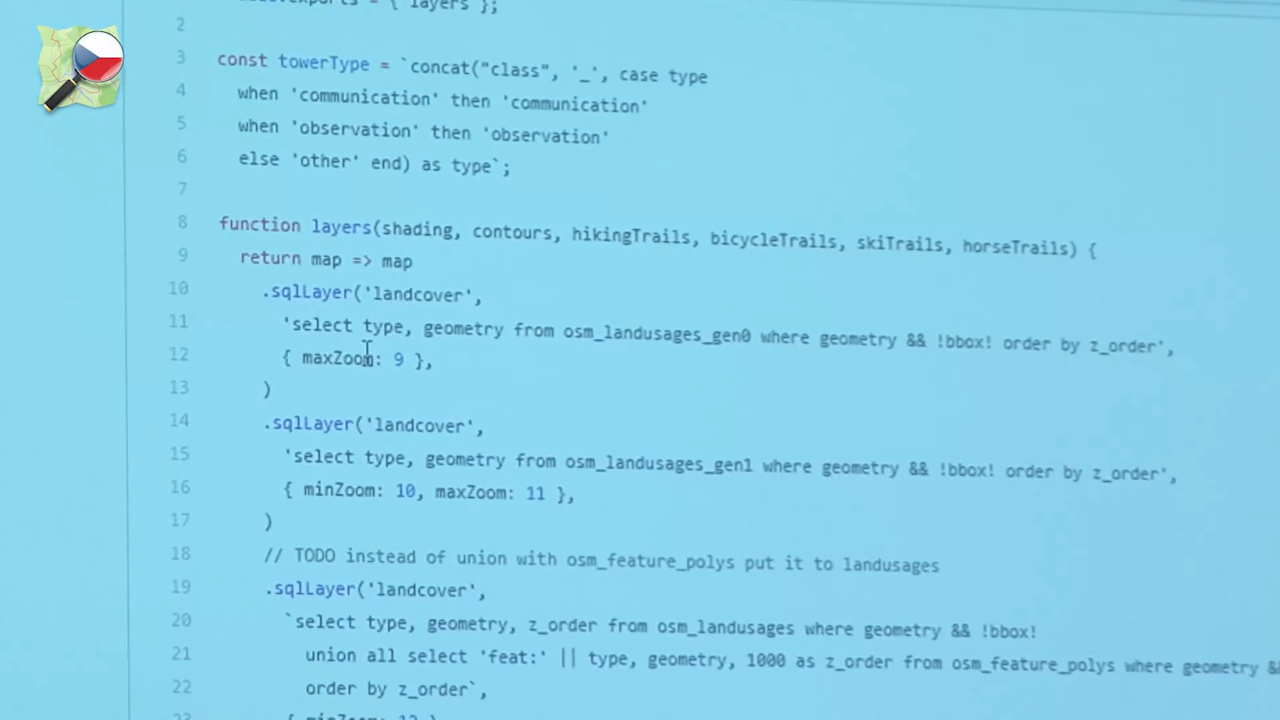 layers };
2
3 const towerType = `concat("class", '_', case type
4 when 'communication' then 'communication'
5 when 'observation' then 'observation'
6 else 'other' end) as type`;
7
8 function layers(shading, contours, hikingTrails, bicycleTrails, skiTrails, horseTrails) {
9 return map => map
10 .sqlLayer('landcover',
11 'select type, geometry from osm_landusages_gen0 where geometry && !bbox! order by z_order',
12 { maxZoom: 9 },
13 )
14 .sqlLayer('landcover',
15 'select type, geometry from osm_landusages_gen1 where geometry && !bbox! order by z_order',
16 { minZoom: 10, maxZoom: 11 },
17 )
18 // TODO instead of union with osm_feature_polys put it to landusages
19 .sqlLayer('landcover',
20 `select type, geometry, z_order from osm_landusages where geometry && !bbox!
21 union all select 'feat:' || type, geometry, 1000 as z_order from osm_feature_polys where geometry &&
22 order by z_order`,